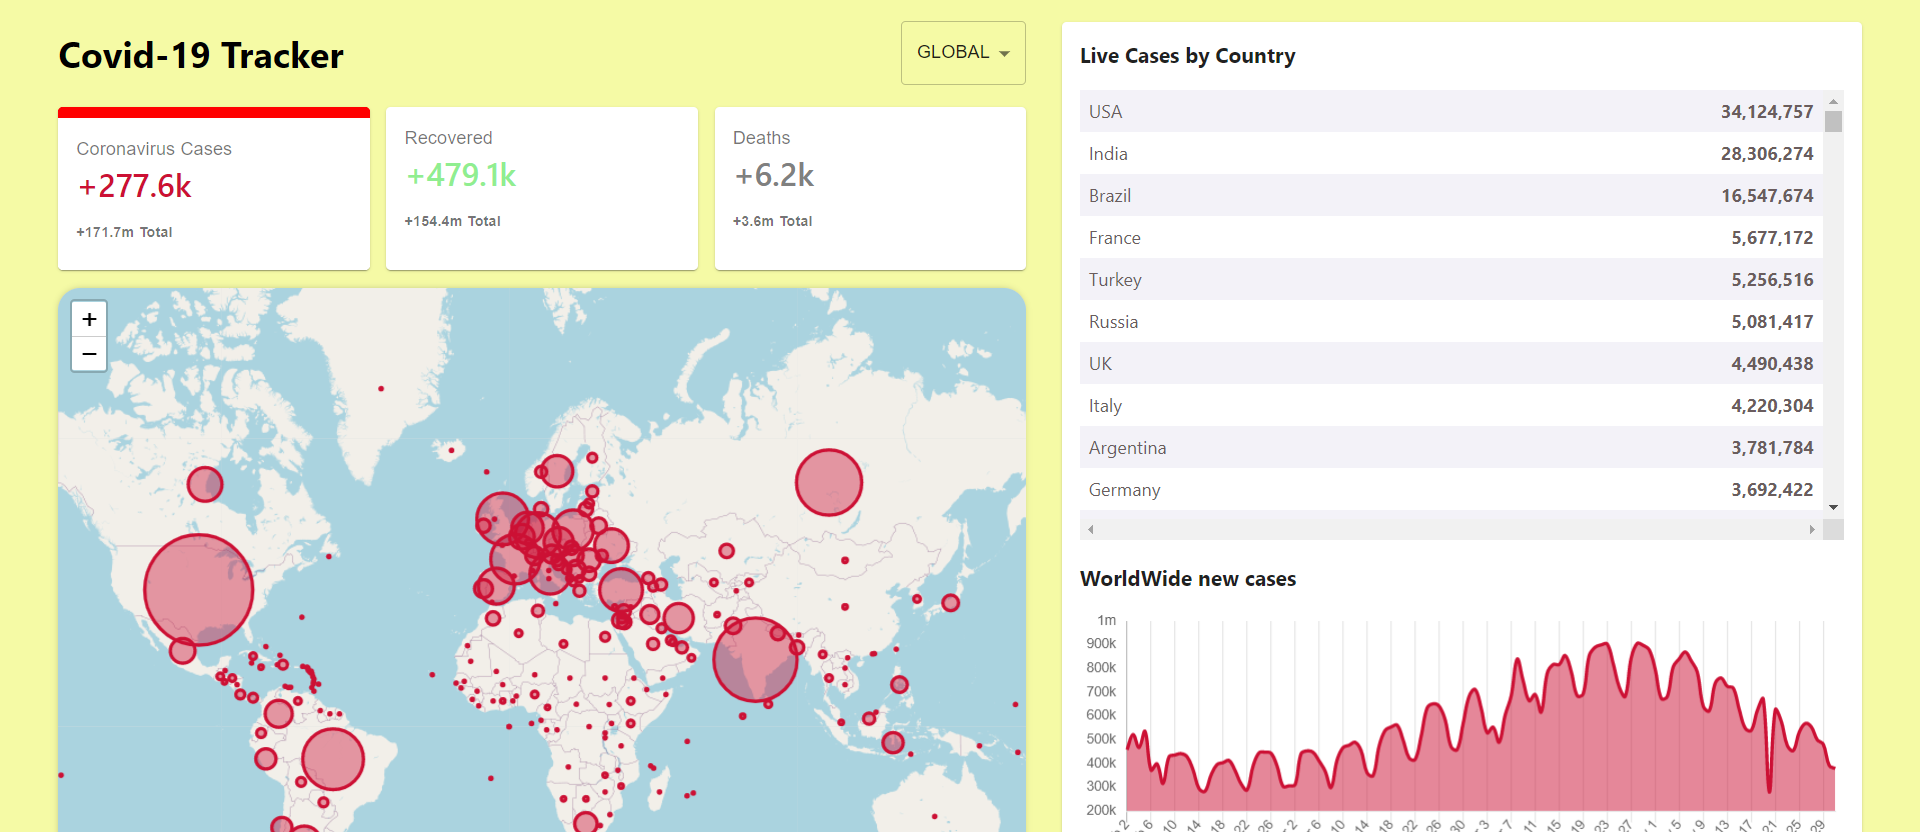 Covid-19 Tracker
GLOBAL
Coronavirus Cases
+277.6k
+171.7m Total
Recovered
+479.1k
+154.4m Total
Deaths
+6.2k
+3.6m Total
+
−
Live Cases by Country
USA 34,124,757
India 28,306,274
Brazil 16,547,674
France 5,677,172
Turkey 5,256,516
Russia 5,081,417
UK 4,490,438
Italy 4,220,304
Argentina 3,781,784
Germany 3,692,422
WorldWide new cases
1m
900k
800k
700k
600k
500k
400k
300k
200k
2 6 10 14 18 22 26 2 6 10 14 18 22 26 30 3 7 11 15 19 23 27 1 5 9 13 17 21 25 29